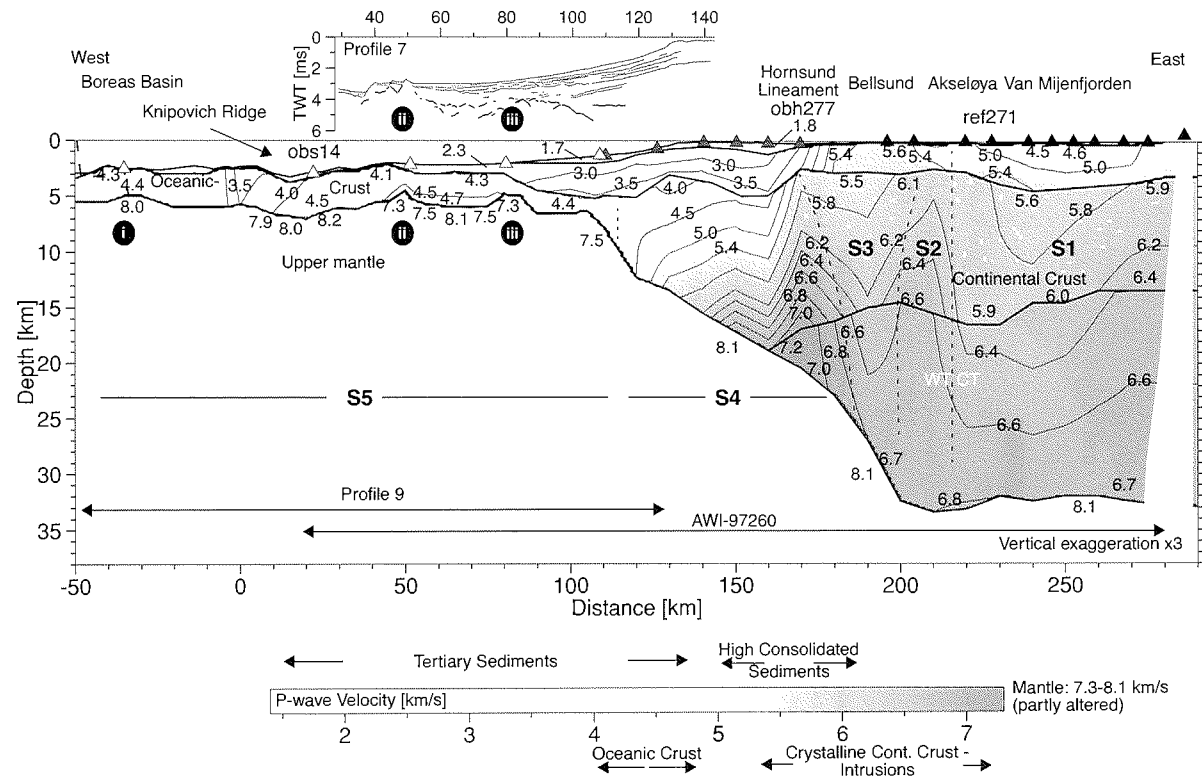 40 60 80 100 120 140
0
2
4
6
TWT [ms]
Profile 7
ii
iii
West
Boreas Basin
Knipovich Ridge
obs14
Hornsund
Lineament
obh277
1.8
Bellsund
Akseløya Van Mijenfjorden
ref271
East
0
5
10
15
20
25
30
35
Depth [km]
4.3
4.4
8.0
Oceanic-
3.5
4.0
4.5
Crust
4.1
7.9
8.0
8.2
7.3
4.5
7.5
4.7
8.1
2.3
4.3
7.5
7.3
4.4
7.5
1.7
3.0
3.5
4.0
3.0
3.5
4.5
5.0
5.4
i
ii
iii
Upper mantle
5.4
5.5
5.8
5.6
5.4
6.1
5.0
5.4
4.5
4.6
5.0
5.9
5.6
5.8
6.2
6.4
6.6
6.8
7.0
7.2
6.8
7.0
6.6
S3
6.2
S2
6.4
6.6
S1
6.2
Continental Crust
6.4
6.0
5.9
6.4
6.6
6.6
8.1
8.1
6.7
6.8
8.1
6.7
S5
S4
Profile 9
AWI-97260
Vertical exaggeration x3
-50 0 50 100 150 200 250
Distance [km]
Tertiary Sediments
High Consolidated
Sediments
P-wave Velocity [km/s]
Mantle: 7.3-8.1 km/s
(partly altered)
2 3 4 5 6 7
Oceanic Crust
Crystalline Cont. Crust -
Intrusions